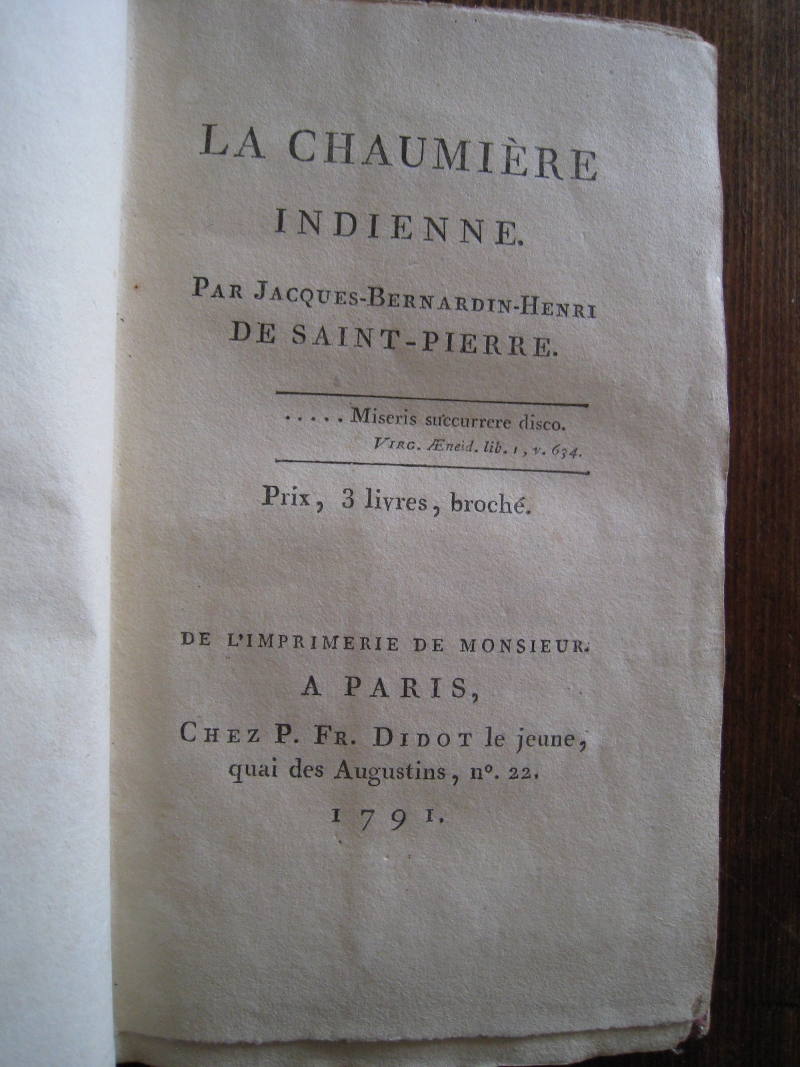 LA CHAUMIÈRE
INDIENNE.
PAR JACQUES-BERNARDIN-HENRI
DE SAINT-PIERRE.
..... Miseris succurrere disco.
VIRG. Æneid. lib. 1, v. 634.
Prix, 3 livres, broché.
DE L'IMPRIMERIE DE MONSIEUR.
A PARIS,
CHEZ P. FR. DIDOT le jeune,
quai des Augustins, nº. 22.
1791.